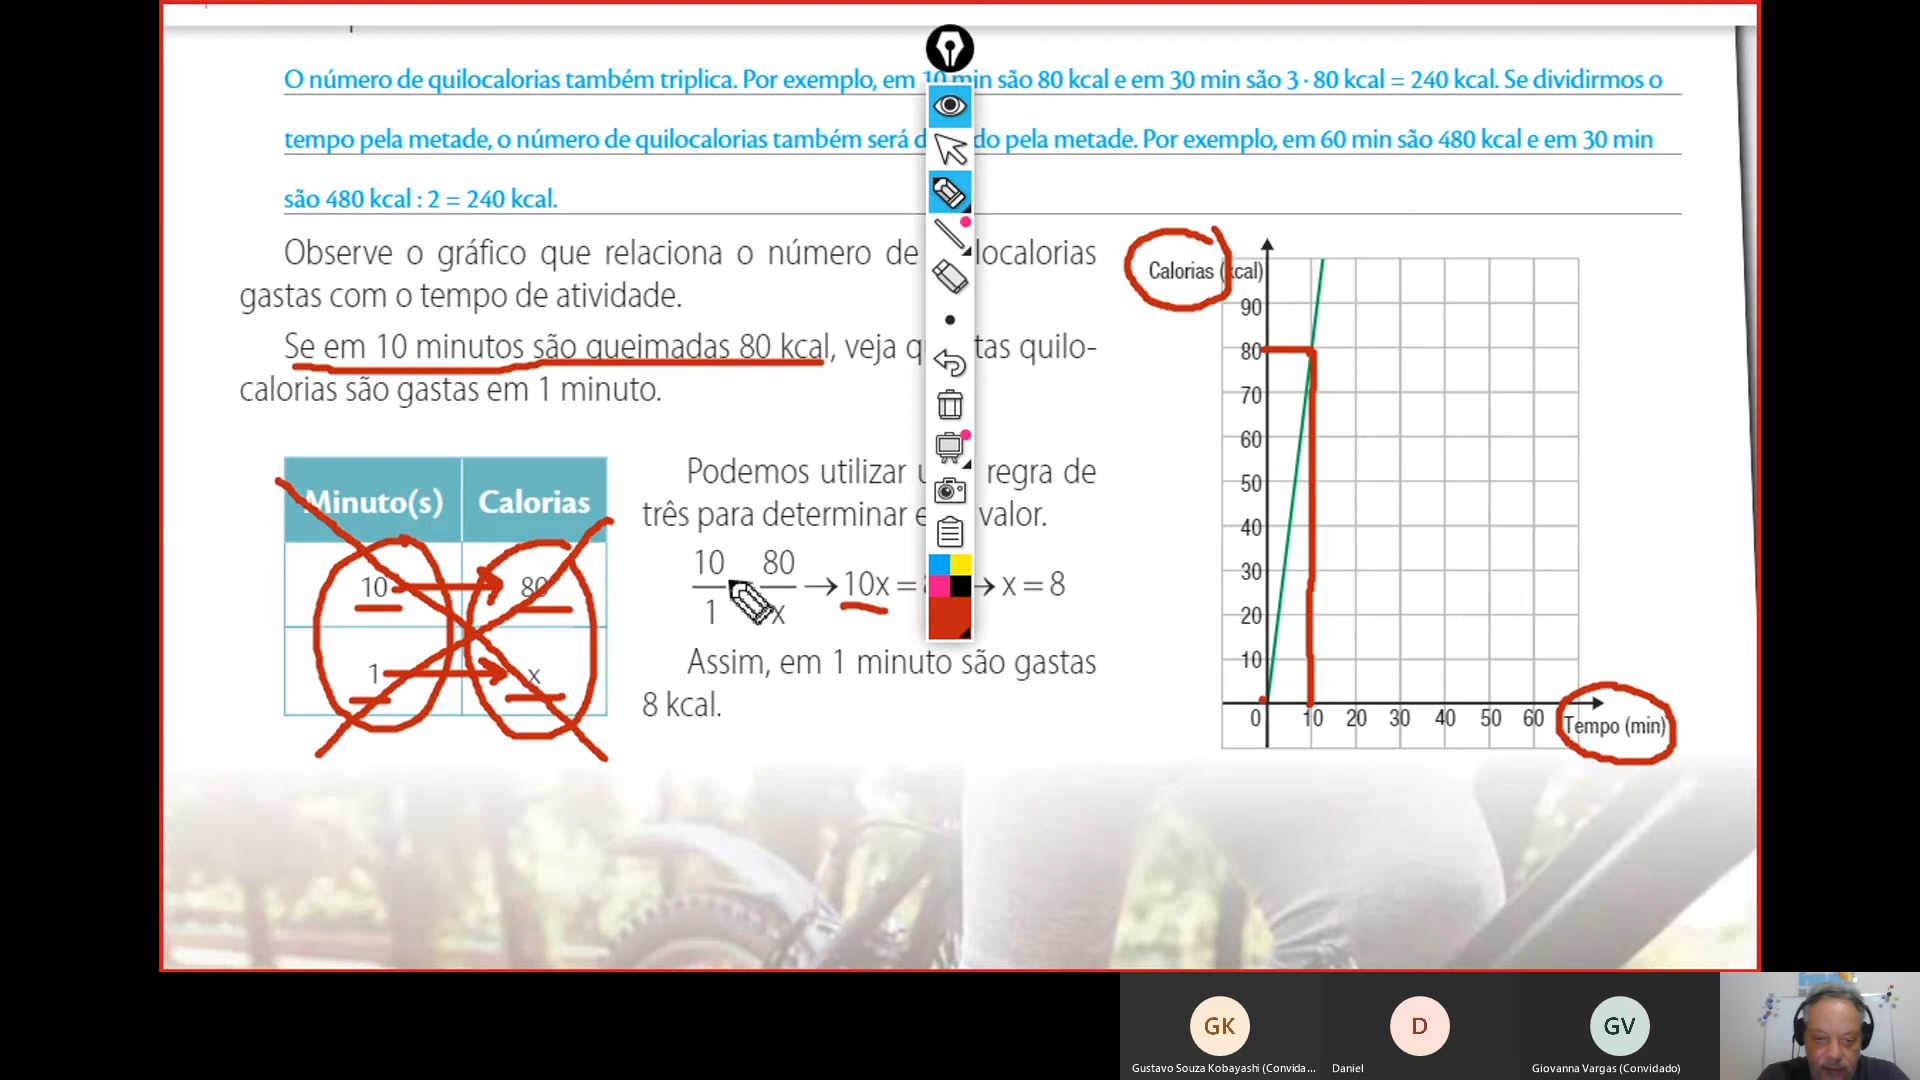 O número de quilocalorias também triplica. Por exemplo, em 10 min são 80 kcal e em 30 min são 3 · 80 kcal = 240 kcal. Se dividirmos o
tempo pela metade, o número de quilocalorias também será d do pela metade. Por exemplo, em 60 min são 480 kcal e em 30 min
são 480 kcal : 2 = 240 kcal.
Observe o gráfico que relaciona o número de localorias
gastas com o tempo de atividade.
Se em 10 minutos são queimadas 80 kcal, veja q tas quilo-
calorias são gastas em 1 minuto.
Minuto(s) Calorias
10 80
1 x
Podemos utilizar u regra de
três para determinar e valor.
10 80
→ 10x = → x = 8
1 x
Assim, em 1 minuto são gastas
8 kcal.
Calorias (kcal)
90
80
70
60
50
40
30
20
10
0 10 20 30 40 50 60
Tempo (min)
GK
D
GV
Gustavo Souza Kobayashi (Convida...
Daniel
Giovanna Vargas (Convidado)